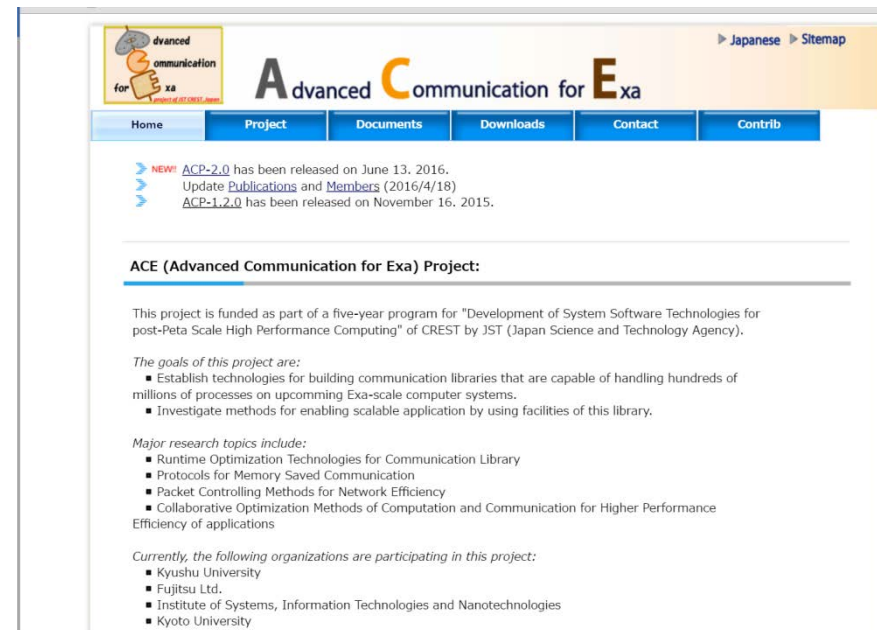 dvanced
ommunication
for Exa
project of JST CREST, Japan
Advanced Communication for Exa
Japanese Sitemap
Home Project Documents Downloads Contact Contrib
NEW!! ACP-2.0 has been released on June 13. 2016.
Update Publications and Members (2016/4/18)
ACP-1.2.0 has been released on November 16. 2015.
ACE (Advanced Communication for Exa) Project:
This project is funded as part of a five-year program for "Development of System Software Technologies for
post-Peta Scale High Performance Computing" of CREST by JST (Japan Science and Technology Agency).
The goals of this project are:
■ Establish technologies for building communication libraries that are capable of handling hundreds of
millions of processes on upcomming Exa-scale computer systems.
■ Investigate methods for enabling scalable application by using facilities of this library.
Major research topics include:
■ Runtime Optimization Technologies for Communication Library
■ Protocols for Memory Saved Communication
■ Packet Controlling Methods for Network Efficiency
■ Collaborative Optimization Methods of Computation and Communication for Higher Performance
Efficiency of applications
Currently, the following organizations are participating in this project:
■ Kyushu University
■ Fujitsu Ltd.
■ Institute of Systems, Information Technologies and Nanotechnologies
■ Kyoto University